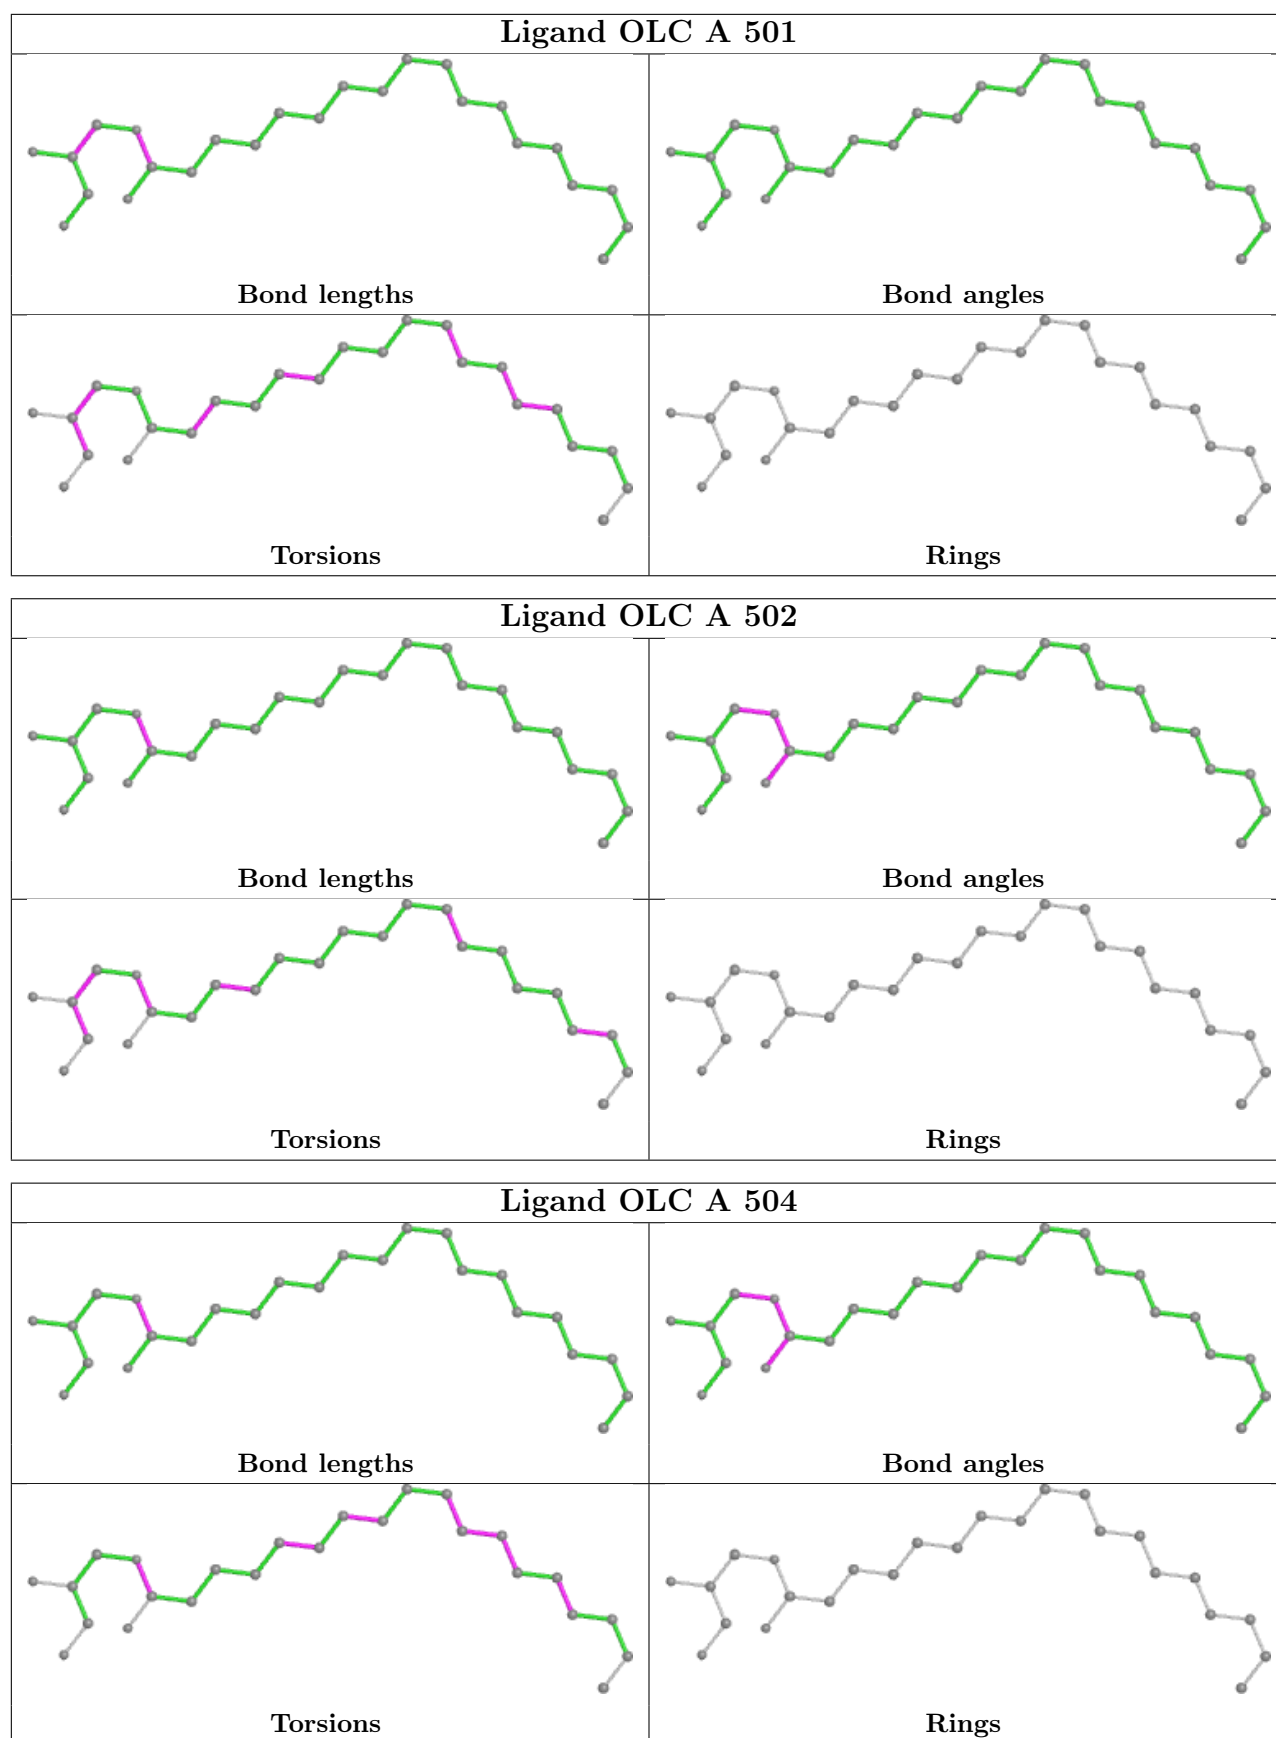 Ligand OLC A 501
Bond lengths
Bond angles
Torsions
Rings
Ligand OLC A 502
Bond lengths
Bond angles
Torsions
Rings
Ligand OLC A 504
Bond lengths
Bond angles
Torsions
Rings